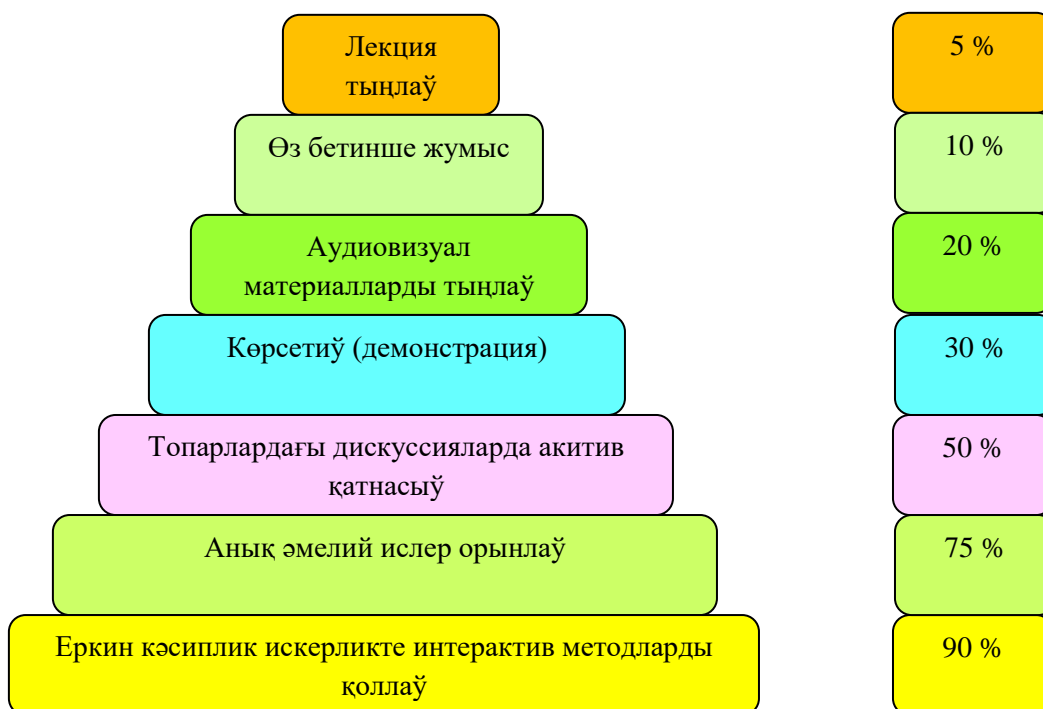 Лекция
тыңлаў
5 %
Өз бетинше жумыс
10 %
Аудиовизуал
материалларды тыңлаў
20 %
Көрсетиў (демонстрация)
30 %
Топарлардағы дискуссияларда акитив
қатнасыў
50 %
Анық әмелий ислер орынлаў
75 %
Еркин кәсиплик искерликте интерактив методларды
қоллаў
90 %